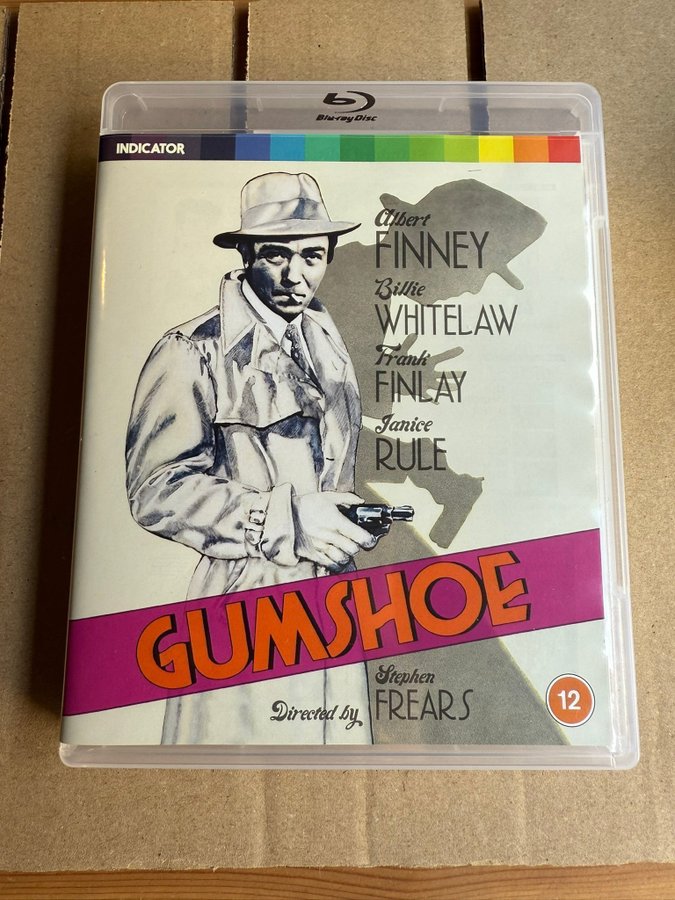 Blu-ray Disc
INDICATOR
Albert
FINNEY
Billie
WHITELAW
Frank
FINLAY
Janice
RULE
GUMSHOE
Stephen
Directed by FREARS
12